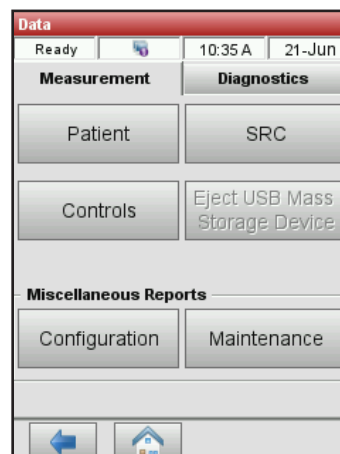 Data
Ready 10:35 A 21-Jun
Measurement Diagnostics
Patient SRC
Controls Eject USB Mass
Storage Device
Miscellaneous Reports
Configuration Maintenance